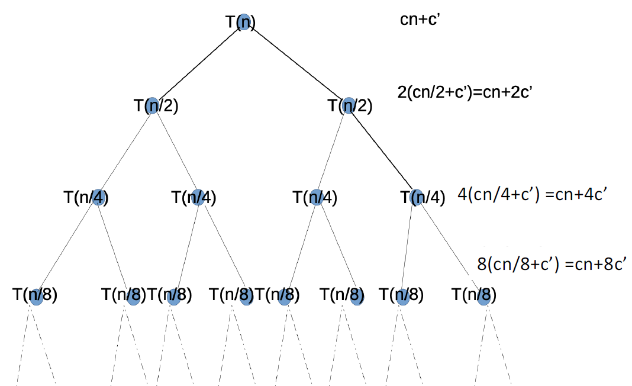 T(n) cn+c'
T(n/2) T(n/2) 2(cn/2+c')=cn+2c'
T(n/4) T(n/4) T(n/4) T(n/4) 4(cn/4+c') =cn+4c'
8(cn/8+c') =cn+8c'
T(n/8) T(n/8) T(n/8) T(n/8) T(n/8) T(n/8) T(n/8) T(n/8)